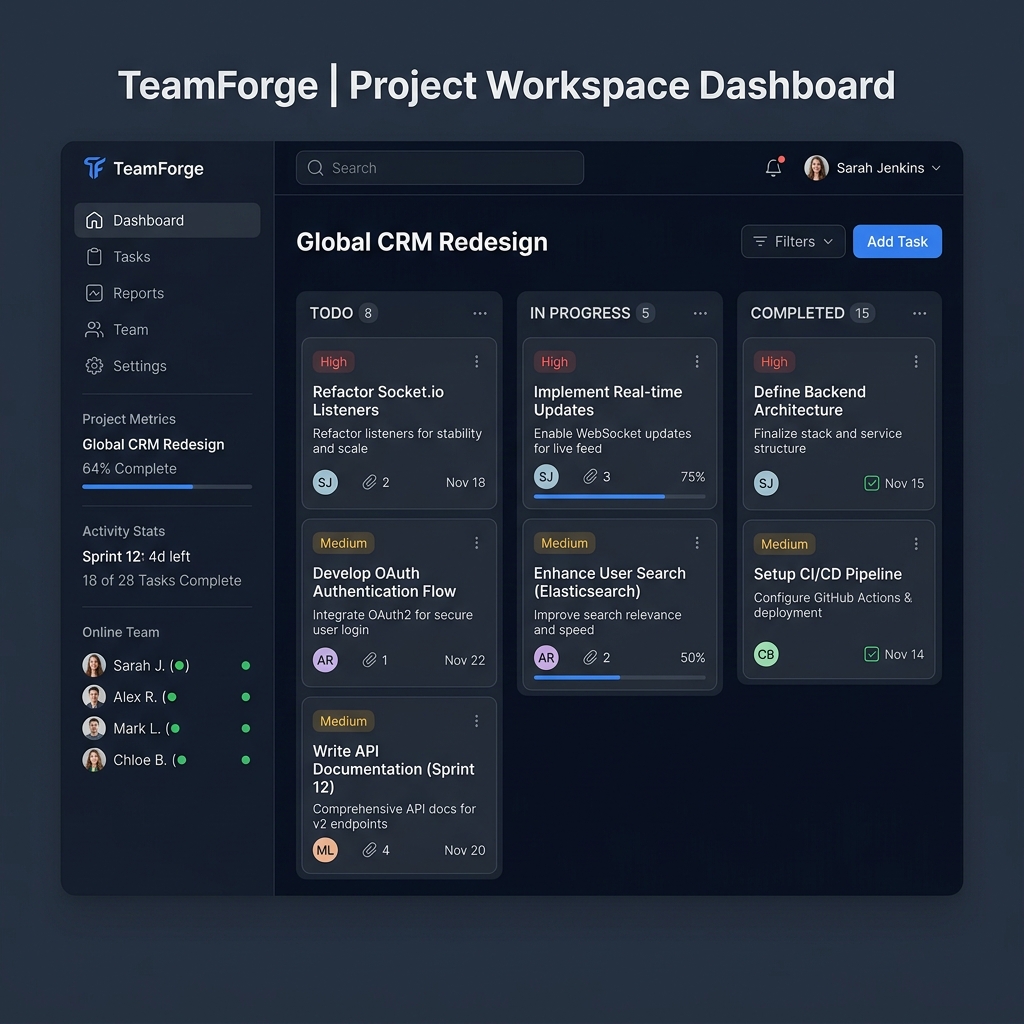 TeamForge | Project Workspace Dashboard
TeamForge
Search
Sarah Jenkins
Dashboard
Tasks
Reports
Team
Settings
Project Metrics
Global CRM Redesign
64% Complete
Activity Stats
Sprint 12: 4d left
18 of 28 Tasks Complete
Online Team
Sarah J. (●)
Alex R. (●
Mark L. (●
Chloe B. (●
Global CRM Redesign
Filters
Add Task
TODO 8
High
Refactor Socket.io
Listeners
Refactor listeners for stability
and scale
SJ 2 Nov 18
Medium
Develop OAuth
Authentication Flow
Integrate OAuth2 for secure
user login
AR 1 Nov 22
Medium
Write API
Documentation (Sprint
12)
Comprehensive API docs for
v2 endpoints
ML 4 Nov 20
IN PROGRESS 5
High
Implement Real-time
Updates
Enable WebSocket updates
for live feed
SJ 3 75%
Medium
Enhance User Search
(Elasticsearch)
Improve search relevance
and speed
AR 2 50%
COMPLETED 15
High
Define Backend
Architecture
Finalize stack and service
structure
SJ Nov 15
Medium
Setup CI/CD Pipeline
Configure GitHub Actions &
deployment
CB Nov 14